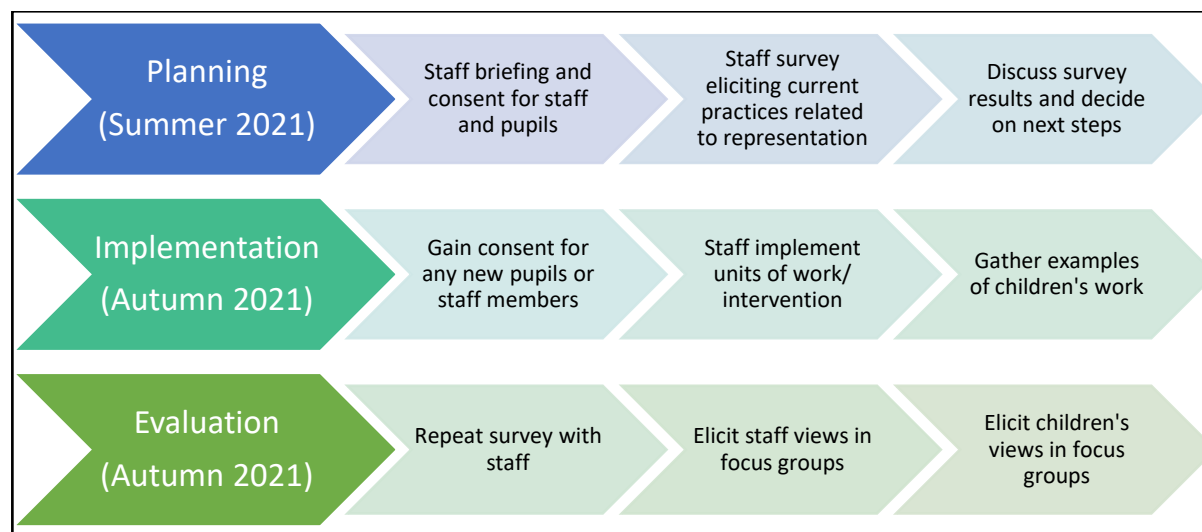 Planning
(Summer 2021)
Staff briefing and
consent for staff
and pupils
Staff survey
eliciting current
practices related
to representation
Discuss survey
results and decide
on next steps
Implementation
(Autumn 2021)
Gain consent for
any new pupils or
staff members
Staff implement
units of work/
intervention
Gather examples
of children's work
Evaluation
(Autumn 2021)
Repeat survey with
staff
Elicit staff views in
focus groups
Elicit children's
views in focus
groups